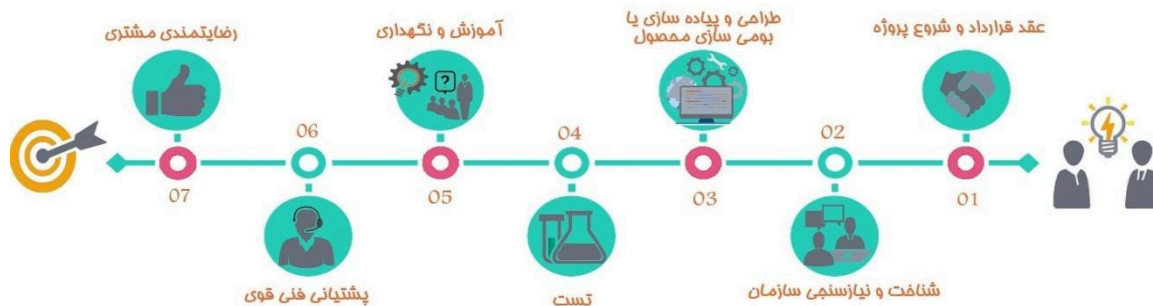 عقد قرارداد و شروع پروژه
01
02
شناخت و نیازسنجی سازمان
طراحی و پیاده سازی یا
بومی سازی محصول
03
04
تست
آموزش و نگهداری
?
05
06
پشتیبانی فنی قوی
رضایتمندی مشتری
07